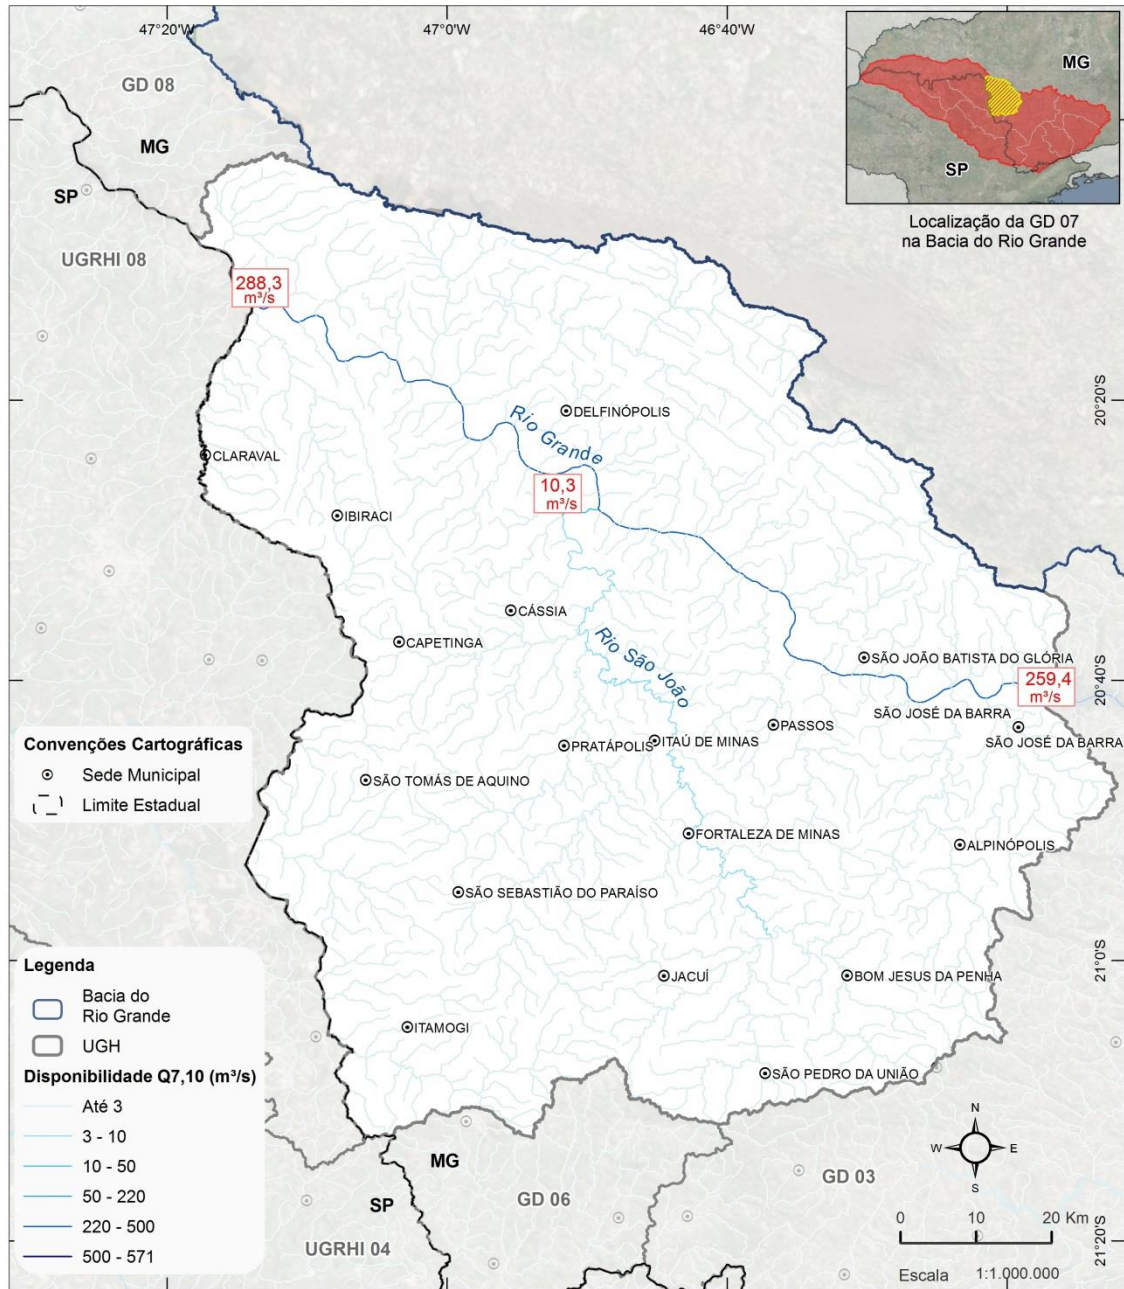 47°20'W
47°0'W
46°40'W
GD 08
MG
SP
UGRHI 08
MG
SP
Localização da GD 07
na Bacia do Rio Grande
288,3
m³/s
20°20'S
DELFINÓPOLIS
Rio Grande
CLARAVAL
10,3
m³/s
IBIRACI
CÁSSIA
CAPETINGA
Rio São João
SÃO JOÃO BATISTA DO GLÓRIA
259,4
m³/s
20°40'S
SÃO JOSÉ DA BARRA
PASSOS
SÃO JOSÉ DA BARRA
PRATÁPOLIS
ITAÚ DE MINAS
SÃO TOMÁS DE AQUINO
Convenções Cartográficas
Sede Municipal
Limite Estadual
FORTALEZA DE MINAS
ALPINÓPOLIS
SÃO SEBASTIÃO DO PARAÍSO
21°0'S
JACUÍ
BOM JESUS DA PENHA
ITAMOGI
SÃO PEDRO DA UNIÃO
Legenda
Bacia do
Rio Grande
UGH
Disponibilidade Q7,10 (m³/s)
Até 3
3 - 10
10 - 50
50 - 220
220 - 500
500 - 571
MG
SP
GD 06
UGRHI 04
GD 03
N
W
E
S
0 10 20 Km
Escala 1:1.000.000
21°20'S